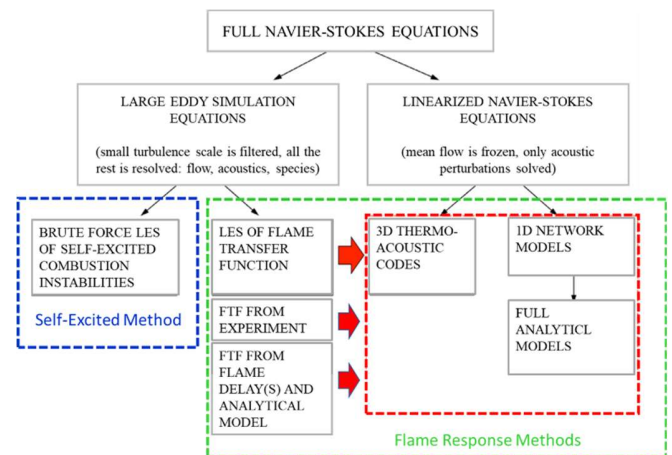 FULL NAVIER-STOKES EQUATIONS
LARGE EDDY SIMULATION
EQUATIONS
(small turbulence scale is filtered, all the
rest is resolved: flow, acoustics, species)
LINEARIZED NAVIER-STOKES
EQUATIONS
(mean flow is frozen, only acoustic
perturbations solved)
BRUTE FORCE LES
OF SELF-EXCITED
COMBUSTION
INSTABILITIES
Self-Excited Method
LES OF FLAME
TRANSFER
FUNCTION
3D THERMO-
ACOUSTIC
CODES
1D NETWORK
MODELS
FTF FROM
EXPERIMENT
FULL
ANALYTICL
MODELS
FTF FROM
FLAME
DELAY(S) AND
ANALYTICAL
MODEL
Flame Response Methods